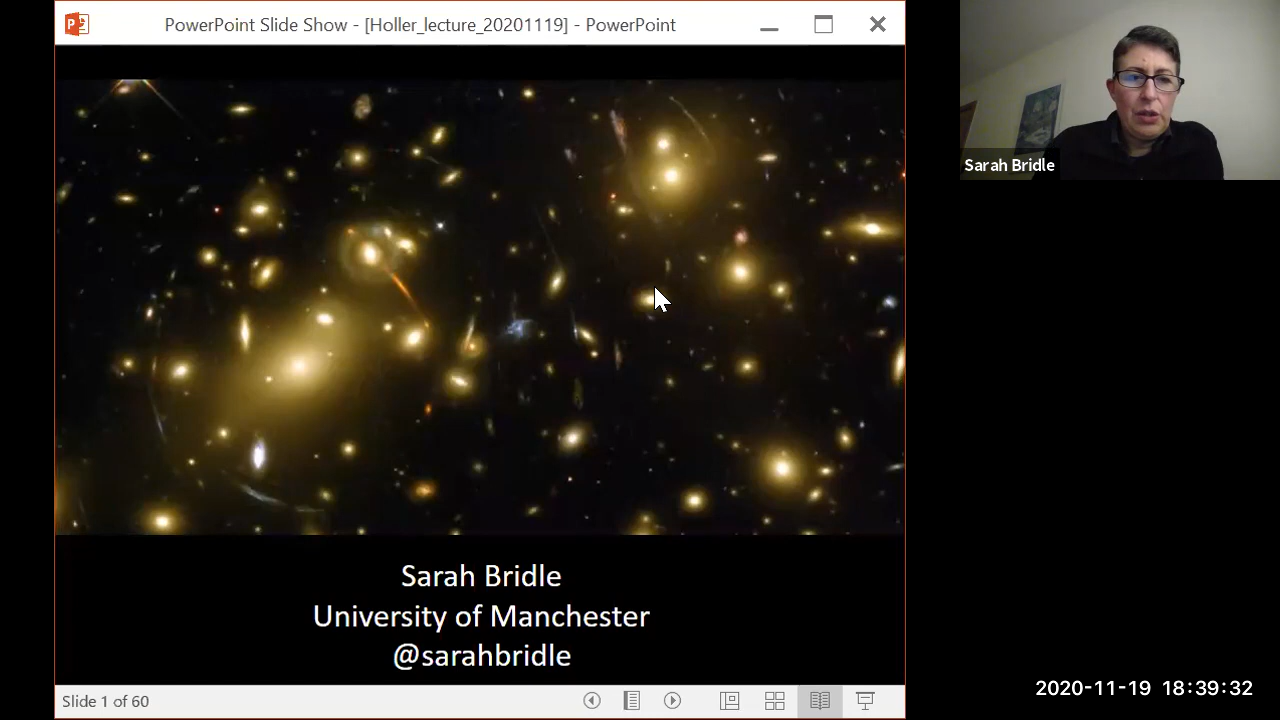 PowerPoint Slide Show - [Holler_lecture_20201119] - PowerPoint
Sarah Bridle
Sarah Bridle
University of Manchester
@sarahbridle
Slide 1 of 60
2020-11-19 18:39:32